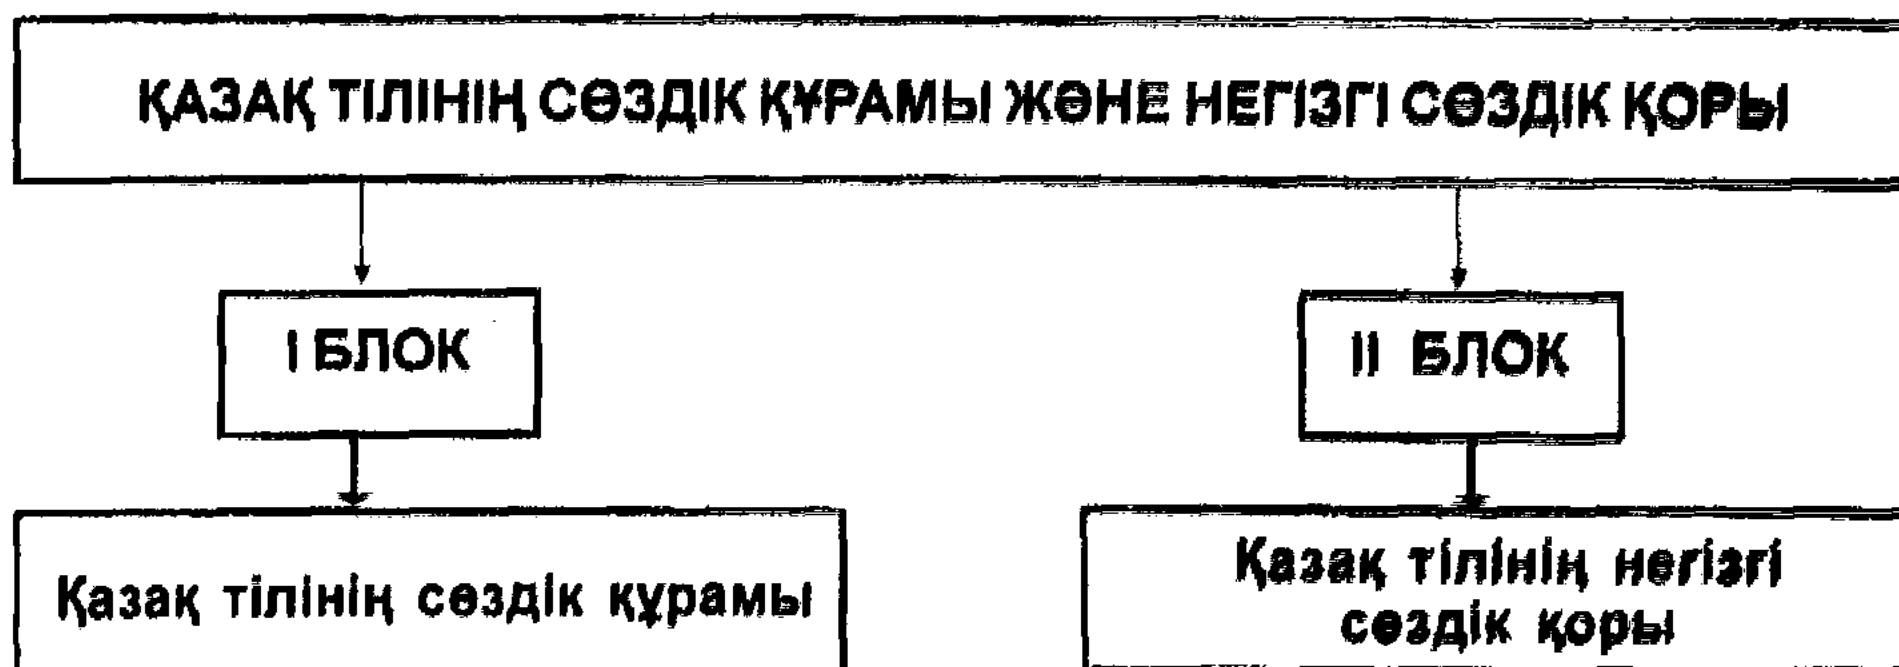 ҚАЗАҚ ТІЛІНІҢ СӨЗДІК ҚҰРАМЫ ЖӘНЕ НЕГІЗГІ СӨЗДІК ҚОРЫ
І БЛОК
ІІ БЛОК
Қазақ тілінің сөздік құрамы
Қазақ тілінің негізгі
сөздік қоры